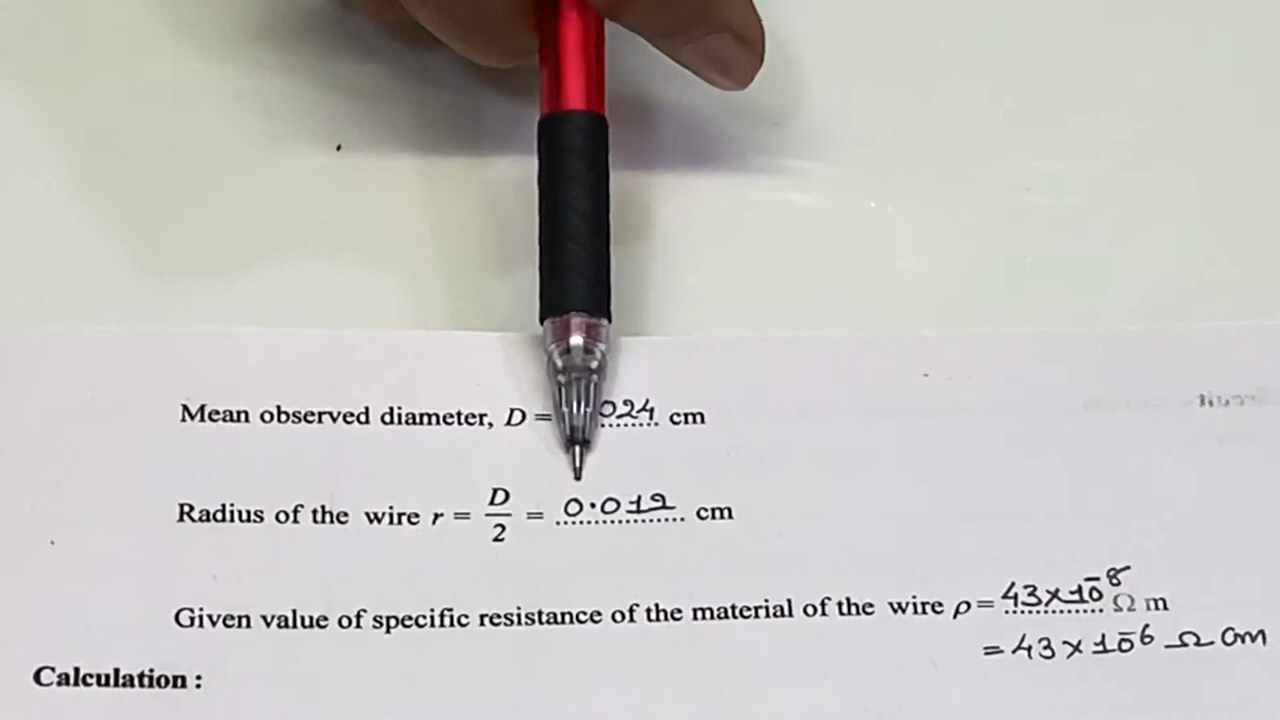 Mean observed diameter, D = 024 cm
Radius of the wire r = D/2 = 0.012 cm
Given value of specific resistance of the material of the wire ρ = 43×10⁻⁸ Ω m
= 43 × 10⁻⁶ Ω cm
Calculation :